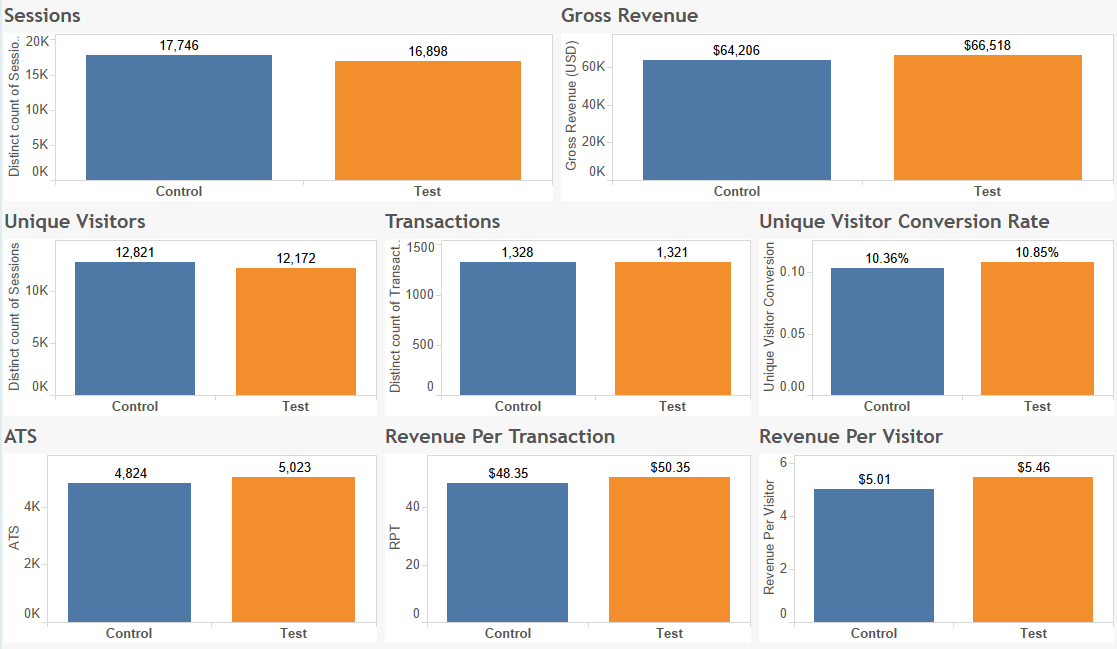 Sessions
Distinct count of Sessio..
20K
15K
10K
5K
0K
17,746
16,898
Control
Test
Gross Revenue
Gross Revenue (USD)
60K
40K
20K
0K
$64,206
$66,518
Control
Test
Unique Visitors
Distinct count of Sessions
10K
5K
0K
12,821
12,172
Control
Test
Transactions
Distinct count of Transact..
1500
1000
500
0
1,328
1,321
Control
Test
Unique Visitor Conversion Rate
Unique Visitor Conversion
0.10
0.05
0.00
10.36%
10.85%
Control
Test
ATS
ATS
4K
2K
0K
4,824
5,023
Control
Test
Revenue Per Transaction
RPT
40
20
0
$48.35
$50.35
Control
Test
Revenue Per Visitor
Revenue Per Visitor
6
4
2
0
$5.01
$5.46
Control
Test